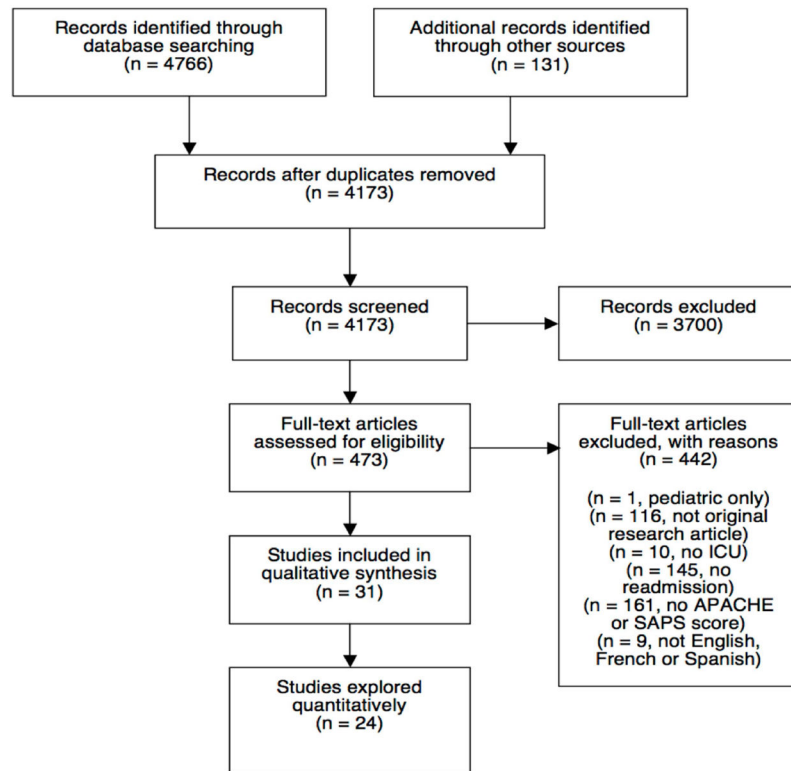 Records identified through
database searching
(n = 4766)
Additional records identified
through other sources
(n = 131)
Records after duplicates removed
(n = 4173)
Records screened
(n = 4173)
Records excluded
(n = 3700)
Full-text articles
assessed for eligibility
(n = 473)
Full-text articles
excluded, with reasons
(n = 442)
(n = 1, pediatric only)
(n = 116, not original
research article)
(n = 10, no ICU)
(n = 145, no
readmission)
(n = 161, no APACHE
or SAPS score)
(n = 9, not English,
French or Spanish)
Studies included in
qualitative synthesis
(n = 31)
Studies explored
quantitatively
(n = 24)